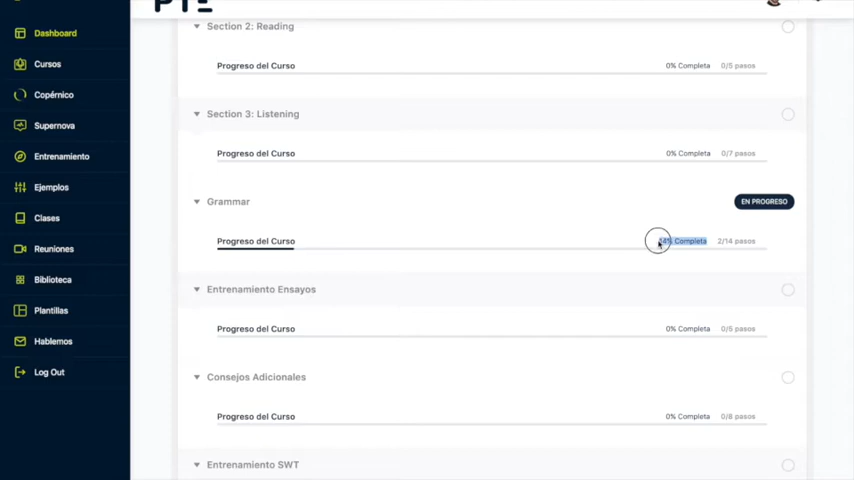 PTE
Dashboard
Cursos
Copérnico
Supernova
Entrenamiento
Ejemplos
Clases
Reuniones
Biblioteca
Plantillas
Hablemos
Log Out
Section 2: Reading
Progreso del Curso 0% Completa 0/5 pasos
Section 3: Listening
Progreso del Curso 0% Completa 0/7 pasos
Grammar EN PROGRESO
Progreso del Curso 14% Completa 2/14 pasos
Entrenamiento Ensayos
Progreso del Curso 0% Completa 0/5 pasos
Consejos Adicionales
Progreso del Curso 0% Completa 0/8 pasos
Entrenamiento SWT